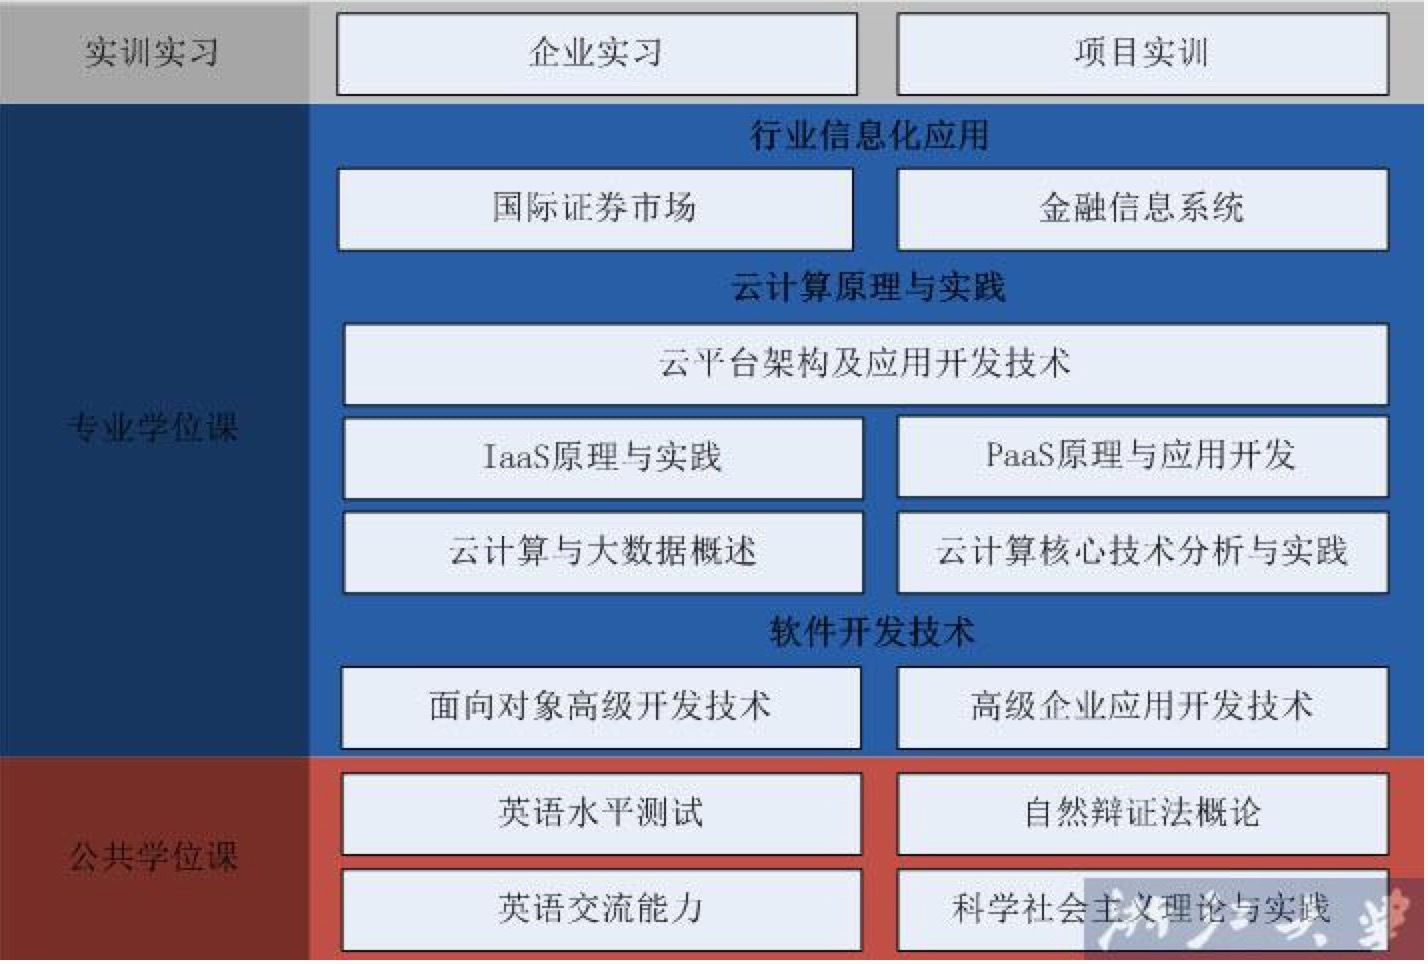 实训实习
企业实习
项目实训
专业学位课
行业信息化应用
国际证券市场
金融信息系统
云计算原理与实践
云平台架构及应用开发技术
IaaS原理与实践
PaaS原理与应用开发
云计算与大数据概述
云计算核心技术分析与实践
软件开发技术
面向对象高级开发技术
高级企业应用开发技术
公共学位课
英语水平测试
自然辩证法概论
英语交流能力
科学社会主义理论与实践
浙江大学